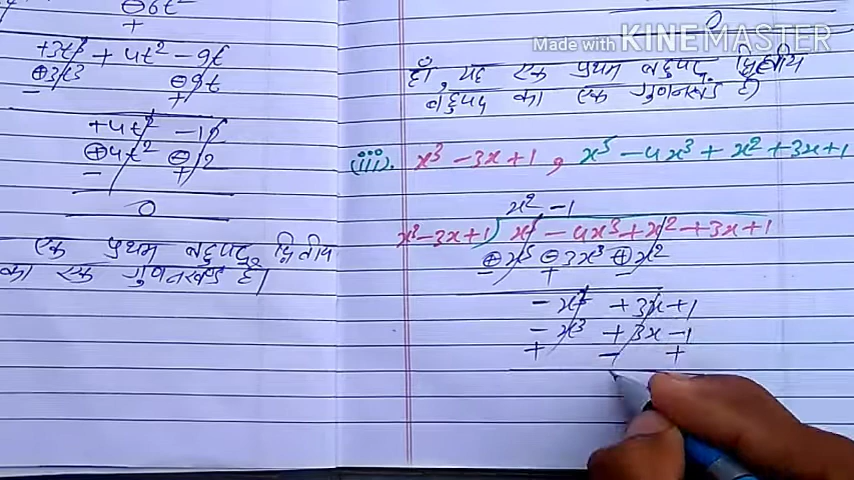 ⊖6t²
+
+3t³ + 4t² - 9t
⊕3t³ ⊖9t
- +
+4t² - 12
⊕4t² ⊖12
- +
0
एक प्रथम बहुपद, द्वितीय
का एक गुणनखंड है।
0
Made with KINEMASTER
हाँ, यह एक प्रथम बहुपद, द्वितीय
बहुपद का एक गुणनखंड है।
(iii). x³ - 3x + 1 , x⁵ - 4x³ + x² + 3x + 1
x² - 1
x³ - 3x + 1) x⁵ - 4x³ + x² + 3x + 1
⊕x⁵ ⊖3x³ ⊕x²
- + -
- x³ + 3x + 1
- x³ + 3x - 1
+ - +